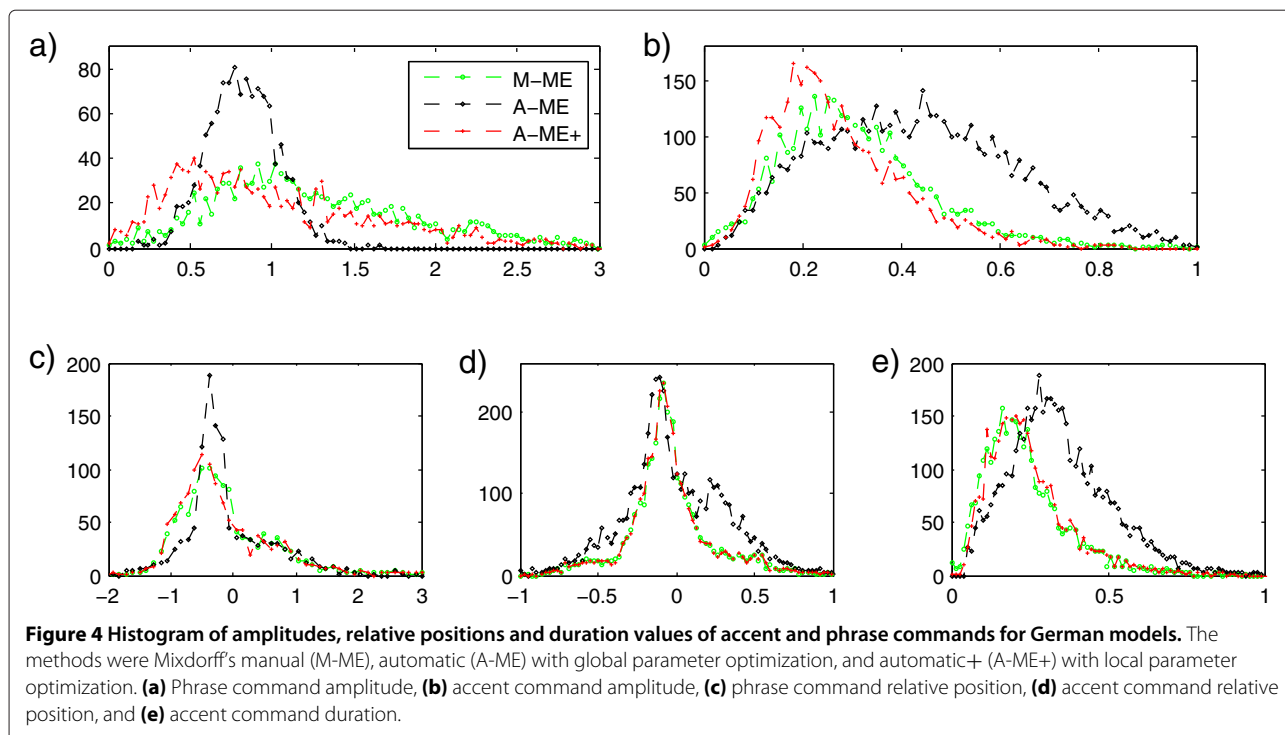 a)
80
60
40
20
0
0 0.5 1 1.5 2 2.5 3
M−ME
A−ME
A−ME+
b)
150
100
50
0
0 0.2 0.4 0.6 0.8 1
c)
200
150
100
50
0
−2 −1 0 1 2 3
d)
200
100
0
−1 −0.5 0 0.5 1
e)
200
150
100
50
0
0 0.5 1
Figure 4 Histogram of amplitudes, relative positions and duration values of accent and phrase commands for German models. The
methods were Mixdorff's manual (M-ME), automatic (A-ME) with global parameter optimization, and automatic+ (A-ME+) with local parameter
optimization. (a) Phrase command amplitude, (b) accent command amplitude, (c) phrase command relative position, (d) accent command relative
position, and (e) accent command duration.